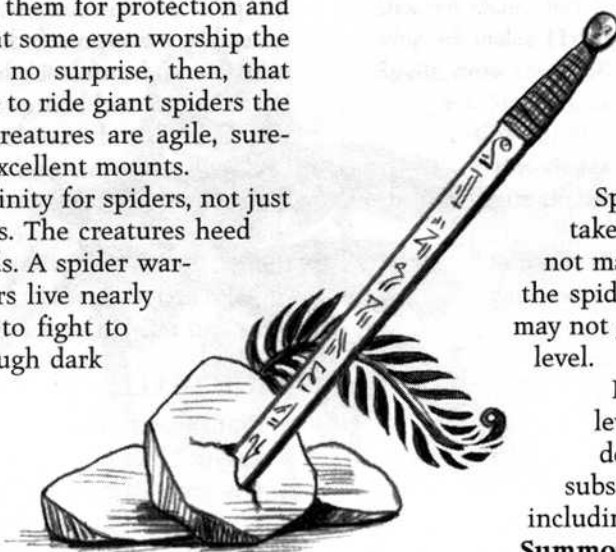 them for protection and
t some even worship the
no surprise, then, that
to ride giant spiders the
reatures are agile, sure-
xcellent mounts.
inity for spiders, not just
s. The creatures heed
s. A spider war-
rs live nearly
to fight to
ugh dark
Sp
take
not ma
the spid
may not
level.
le
de
subs
includin
Summo